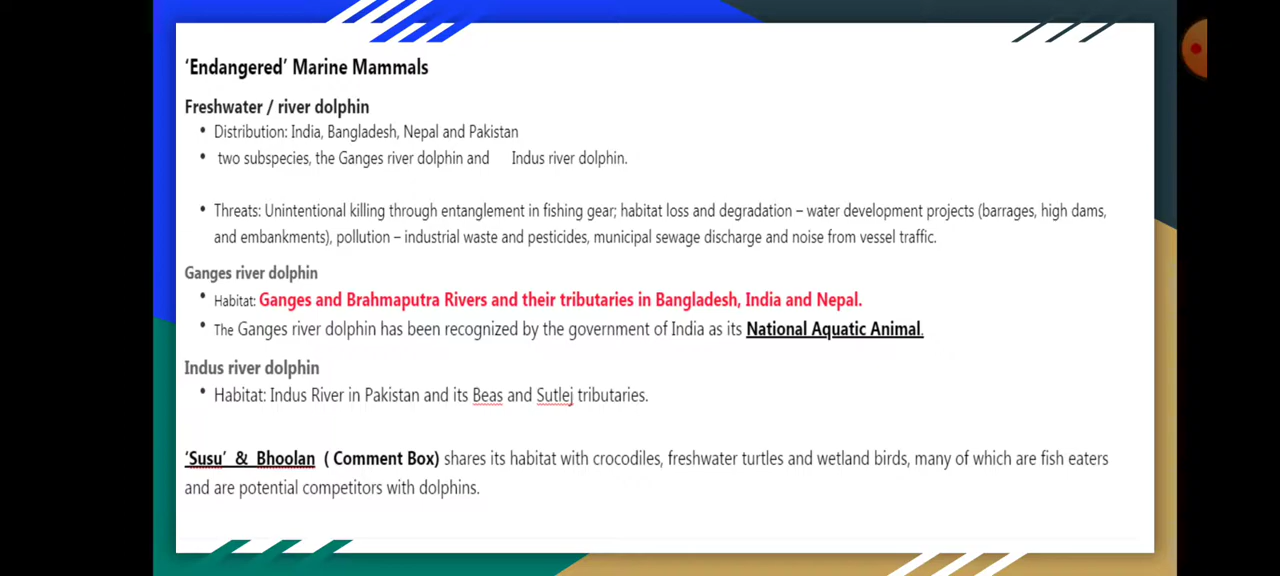 ‘Endangered’ Marine Mammals
Freshwater / river dolphin
• Distribution: India, Bangladesh, Nepal and Pakistan
• two subspecies, the Ganges river dolphin and Indus river dolphin.
• Threats: Unintentional killing through entanglement in fishing gear; habitat loss and degradation – water development projects (barrages, high dams,
and embankments), pollution – industrial waste and pesticides, municipal sewage discharge and noise from vessel traffic.
Ganges river dolphin
• Habitat: Ganges and Brahmaputra Rivers and their tributaries in Bangladesh, India and Nepal.
• The Ganges river dolphin has been recognized by the government of India as its National Aquatic Animal.
Indus river dolphin
• Habitat: Indus River in Pakistan and its Beas and Sutlej tributaries.
‘Susu’ & Bhoolan ( Comment Box) shares its habitat with crocodiles, freshwater turtles and wetland birds, many of which are fish eaters
and are potential competitors with dolphins.